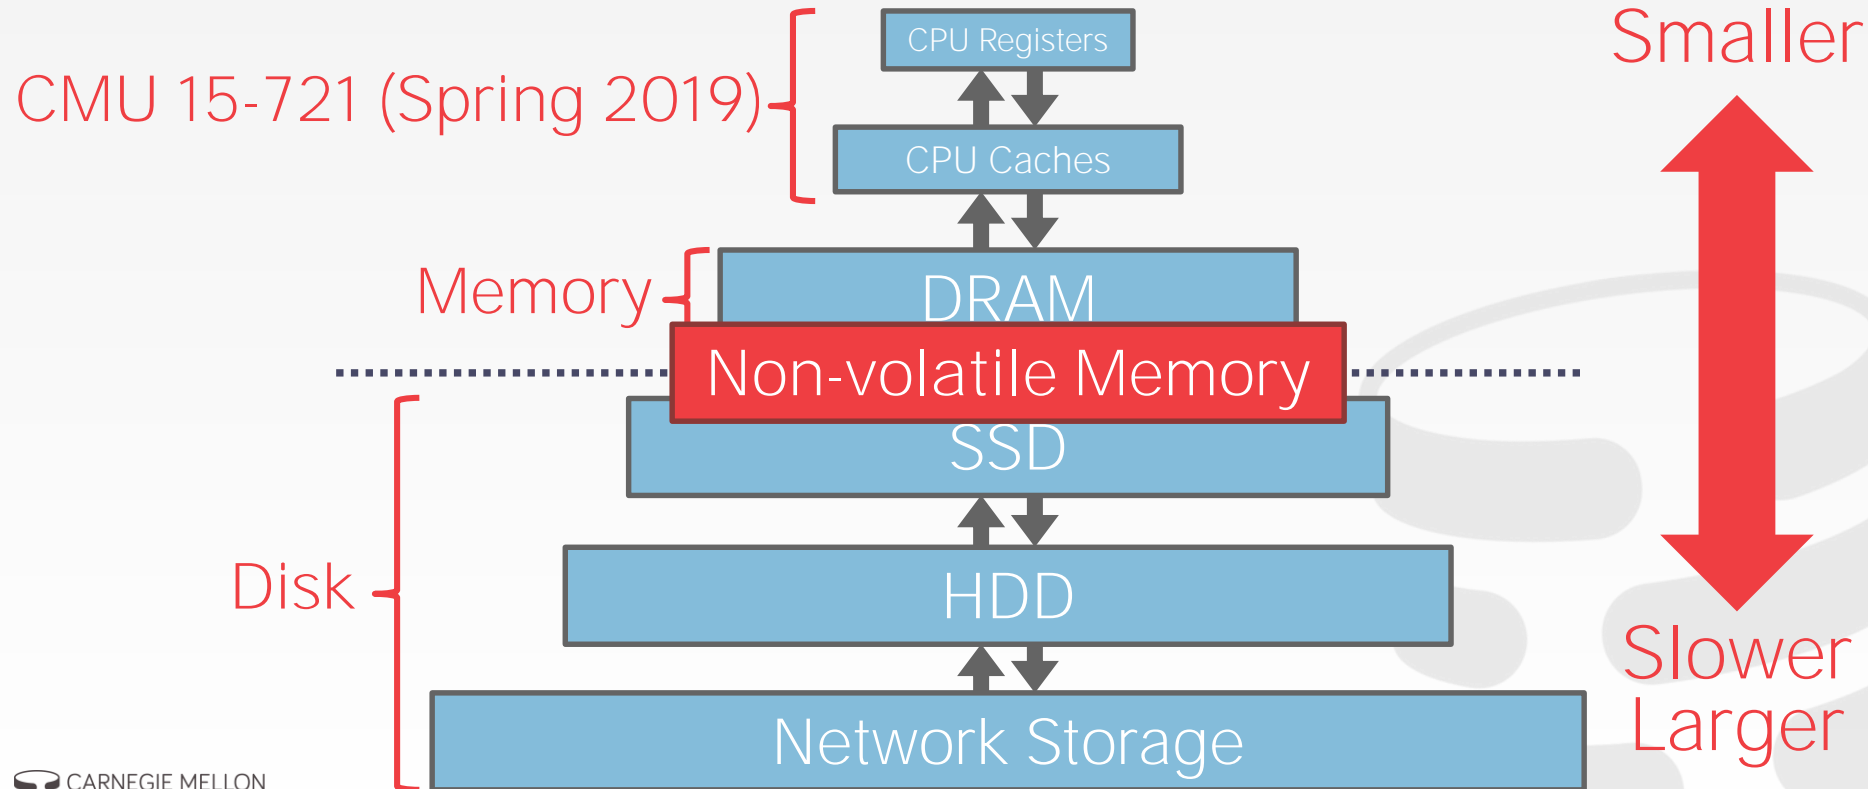 CPU Registers
Smaller
CMU 15-721 (Spring 2019)
CPU Caches
Memory
DRAM
Non-volatile Memory
SSD
Disk
HDD
Slower
Larger
Network Storage
CARNEGIE MELLON